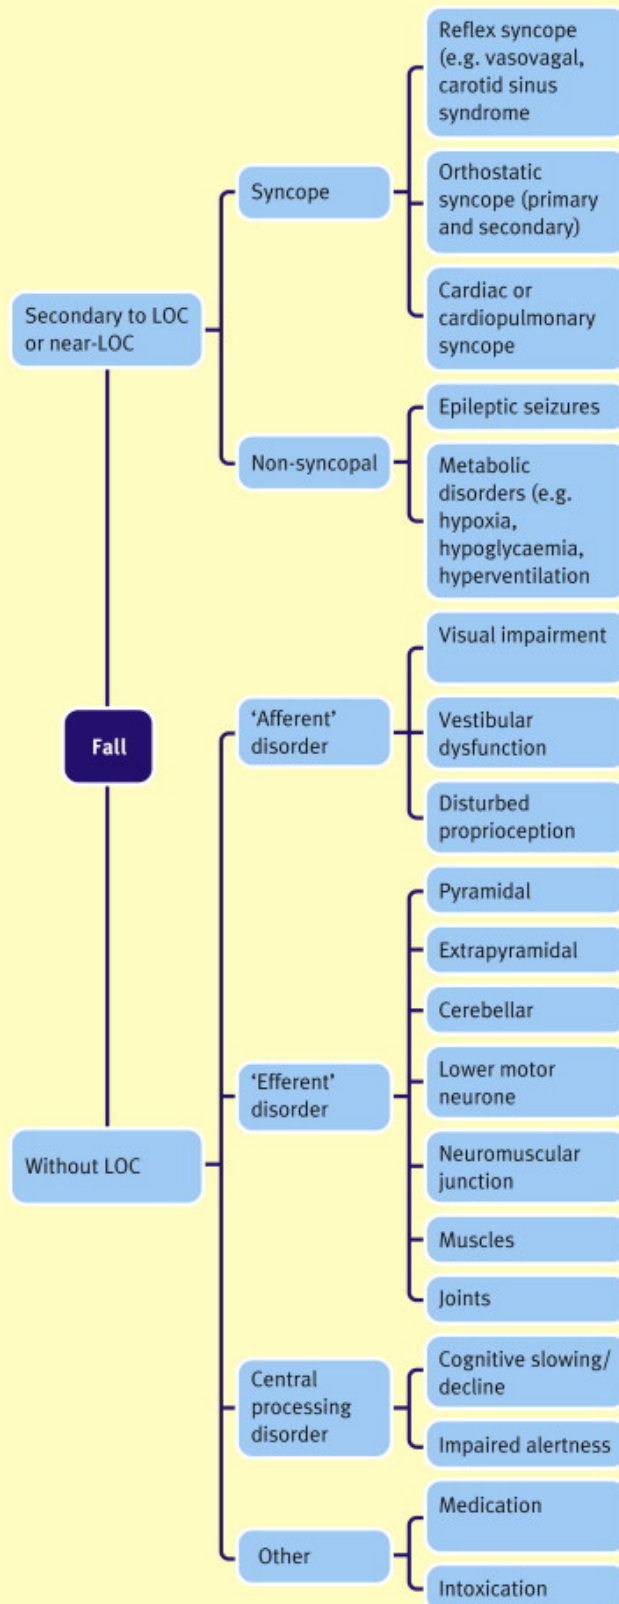 Reflex syncope
(e.g. vasovagal,
carotid sinus
syndrome
Syncope
Orthostatic
syncope (primary
and secondary)
Cardiac or
cardiopulmonary
syncope
Secondary to LOC
or near-LOC
Epileptic seizures
Non-syncopal
Metabolic
disorders (e.g.
hypoxia,
hypoglycaemia,
hyperventilation
Visual impairment
‘Afferent’
disorder
Vestibular
dysfunction
Fall
Disturbed
proprioception
Pyramidal
Extrapyramidal
Cerebellar
‘Efferent’
disorder
Lower motor
neurone
Without LOC
Neuromuscular
junction
Muscles
Joints
Central
processing
disorder
Cognitive slowing/
decline
Impaired alertness
Medication
Other
Intoxication